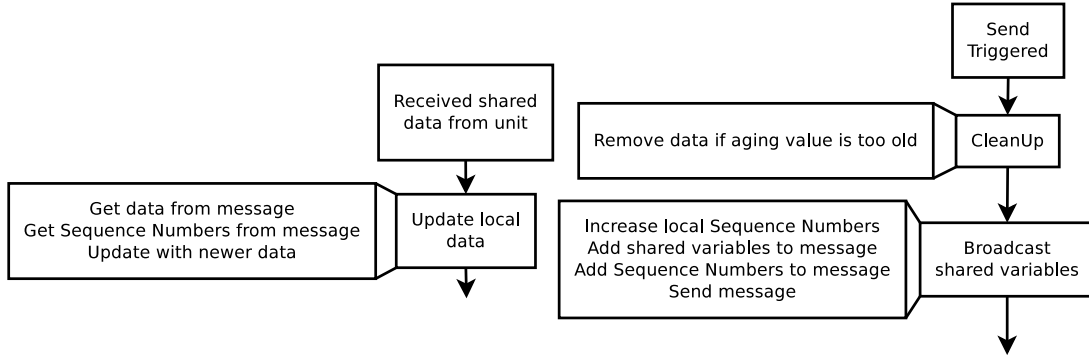 Received shared
data from unit
Get data from message
Get Sequence Numbers from message
Update with newer data
Update local
data
Send
Triggered
Remove data if aging value is too old
CleanUp
Increase local Sequence Numbers
Add shared variables to message
Add Sequence Numbers to message
Send message
Broadcast
shared variables